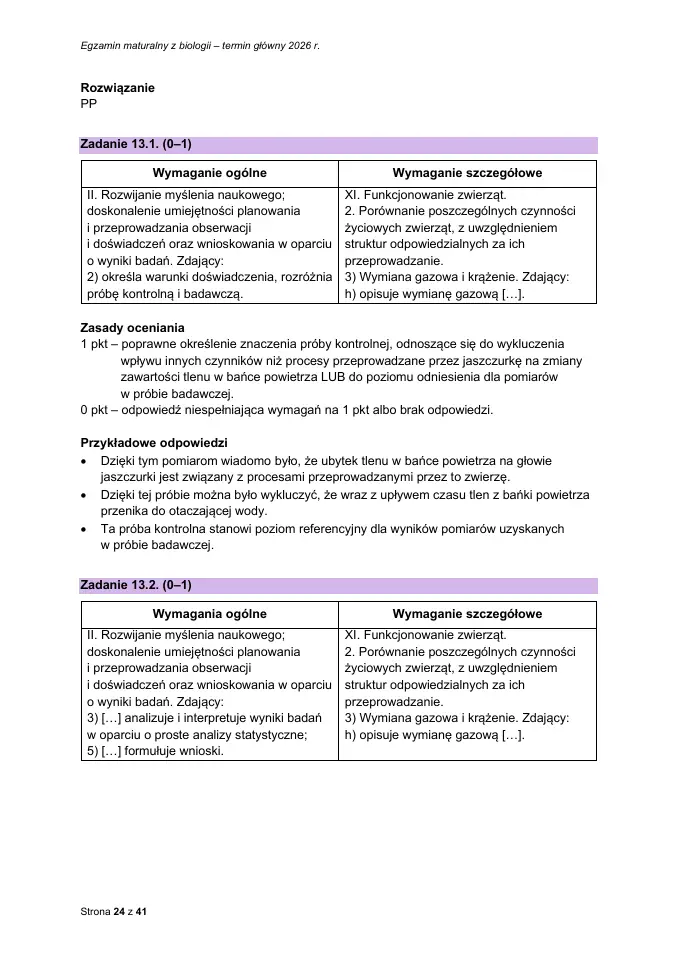 Egzamin maturalny z biologii – termin główny 2026 r.
Rozwiązanie
PP
Zadanie 13.1. (0–1)
Wymaganie ogólne
Wymaganie szczegółowe
II. Rozwijanie myślenia naukowego;
doskonalenie umiejętności planowania
i przeprowadzania obserwacji
i doświadczeń oraz wnioskowania w oparciu
o wyniki badań. Zdający:
2) określa warunki doświadczenia, rozróżnia
próbę kontrolną i badawczą.
XI. Funkcjonowanie zwierząt.
2. Porównanie poszczególnych czynności
życiowych zwierząt, z uwzględnieniem
struktur odpowiedzialnych za ich
przeprowadzanie.
3) Wymiana gazowa i krążenie. Zdający:
h) opisuje wymianę gazową […].
Zasady oceniania
1 pkt – poprawne określenie znaczenia próby kontrolnej, odnoszące się do wykluczenia
wpływu innych czynników niż procesy przeprowadzane przez jaszczurkę na zmiany
zawartości tlenu w bańce powietrza LUB do poziomu odniesienia dla pomiarów
w próbie badawczej.
0 pkt – odpowiedź niespełniająca wymagań na 1 pkt albo brak odpowiedzi.
Przykładowe odpowiedzi
• Dzięki tym pomiarom wiadomo było, że ubytek tlenu w bańce powietrza na głowie
jaszczurki jest związany z procesami przeprowadzanymi przez to zwierzę.
• Dzięki tej próbie można było wykluczyć, że wraz z upływem czasu tlen z bańki powietrza
przenika do otaczającej wody.
• Ta próba kontrolna stanowi poziom referencyjny dla wyników pomiarów uzyskanych
w próbie badawczej.
Zadanie 13.2. (0–1)
Wymagania ogólne
Wymaganie szczegółowe
II. Rozwijanie myślenia naukowego;
doskonalenie umiejętności planowania
i przeprowadzania obserwacji
i doświadczeń oraz wnioskowania w oparciu
o wyniki badań. Zdający:
3) […] analizuje i interpretuje wyniki badań
w oparciu o proste analizy statystyczne;
5) […] formułuje wnioski.
XI. Funkcjonowanie zwierząt.
2. Porównanie poszczególnych czynności
życiowych zwierząt, z uwzględnieniem
struktur odpowiedzialnych za ich
przeprowadzanie.
3) Wymiana gazowa i krążenie. Zdający:
h) opisuje wymianę gazową […].
Strona 24 z 41